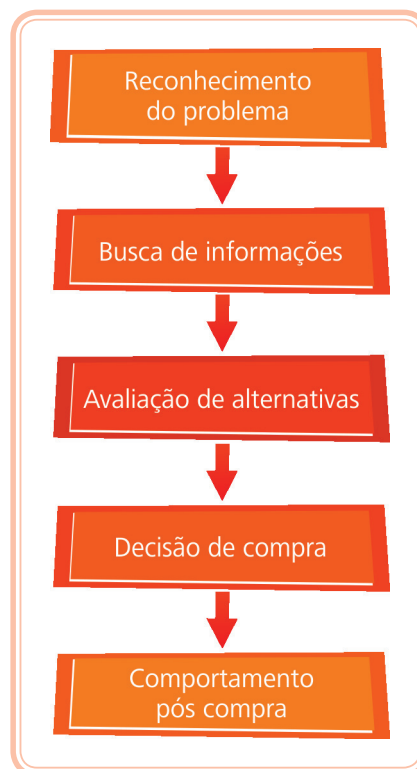 Reconhecimento
do problema
Busca de informações
Avaliação de alternativas
Decisão de compra
Comportamento
pós compra